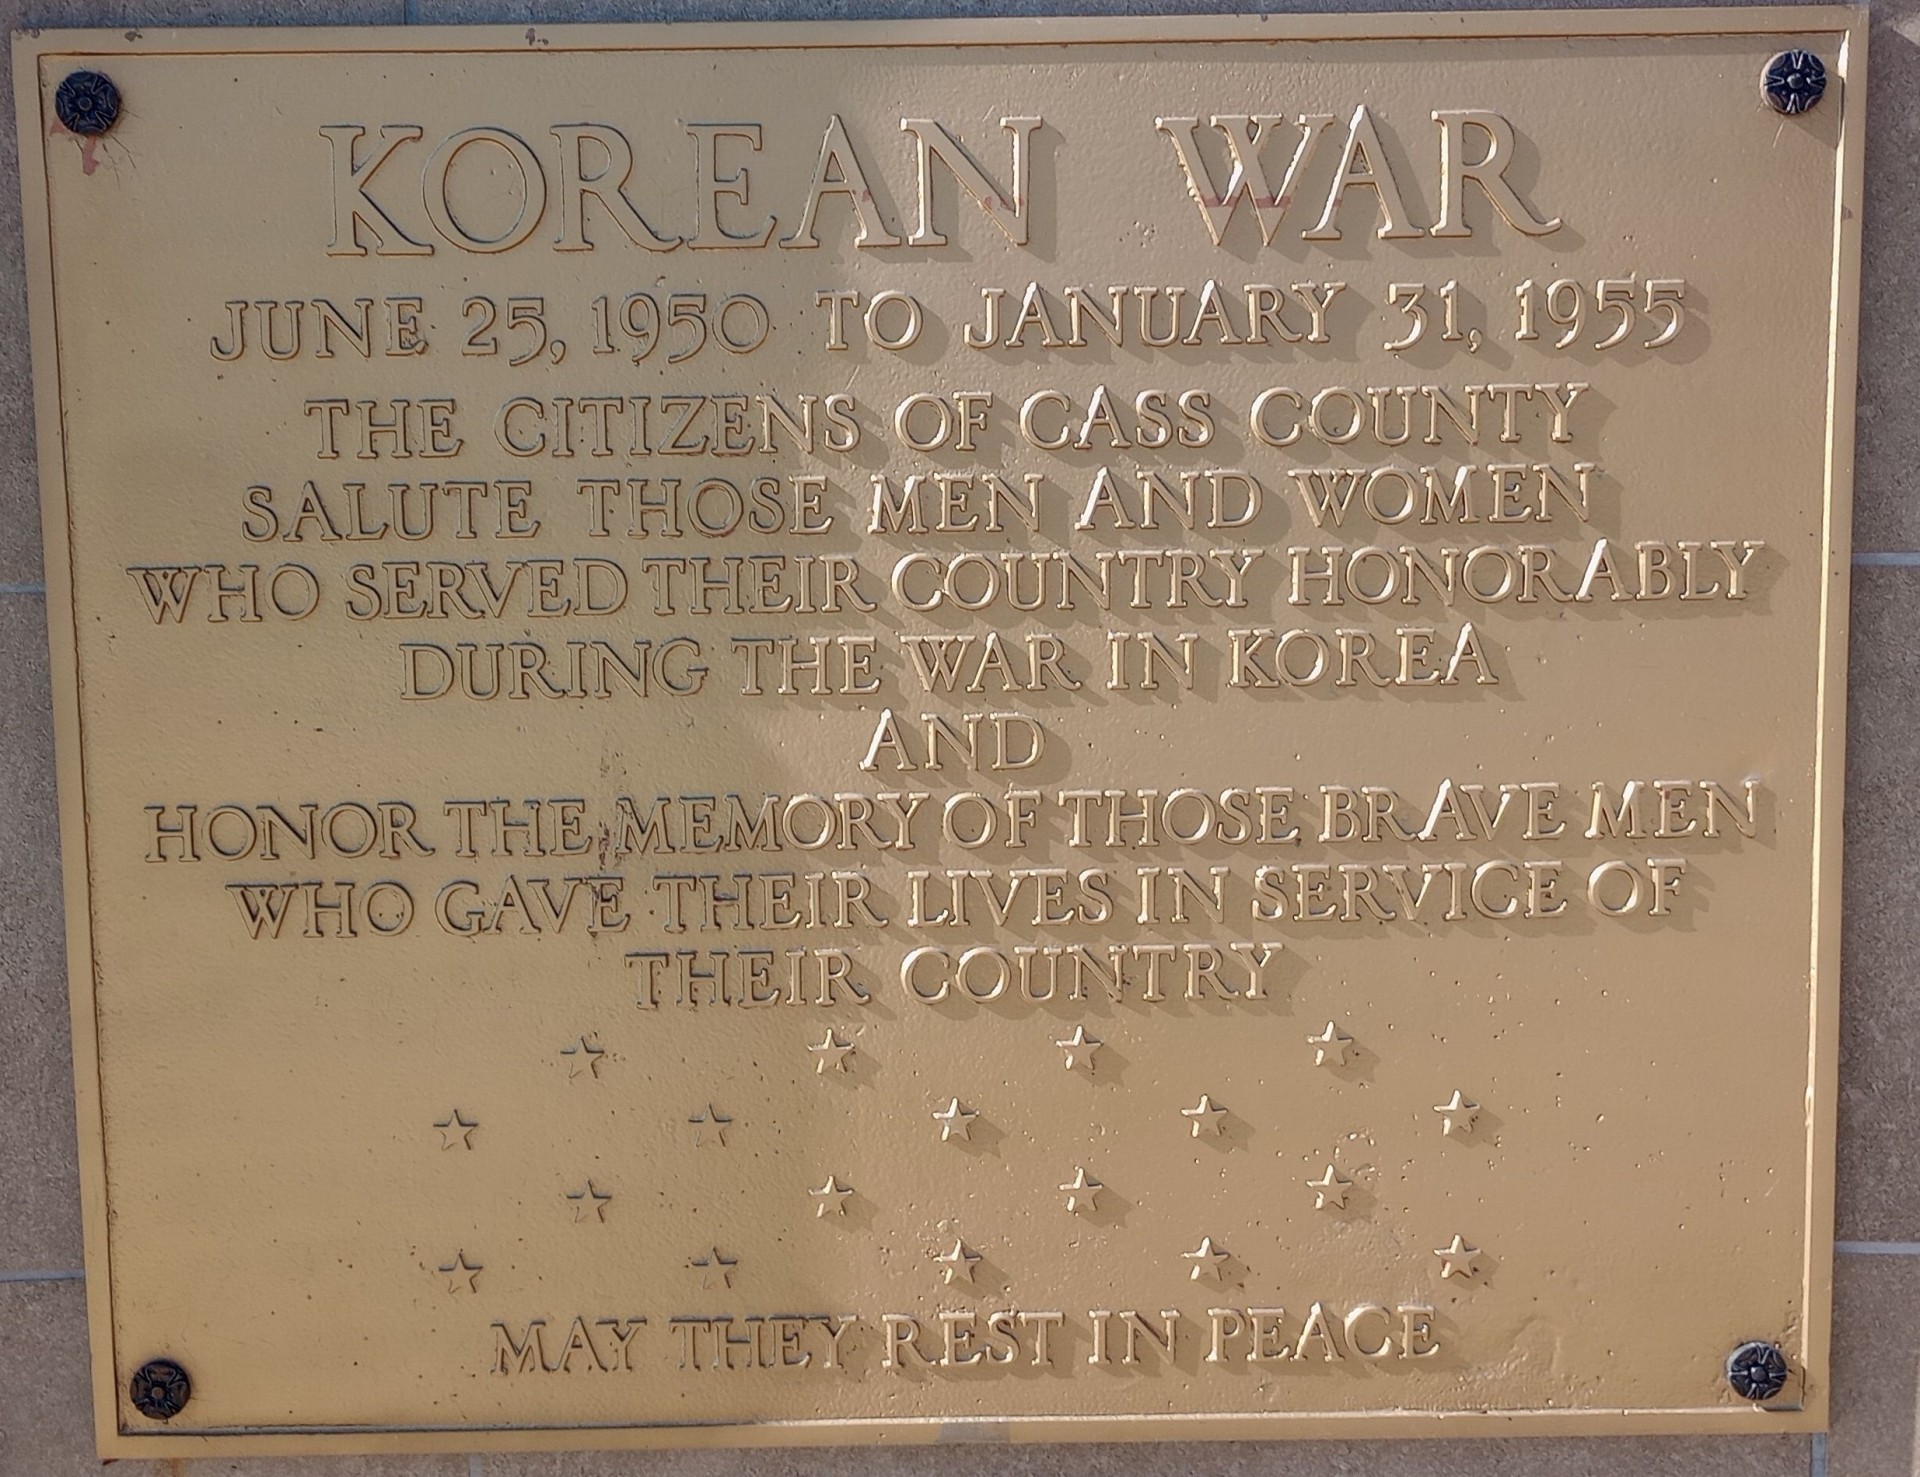 KOREAN WAR
JUNE 25, 1950 TO JANUARY 31, 1955
THE CITIZENS OF CASS COUNTY
SALUTE THOSE MEN AND WOMEN
WHO SERVED THEIR COUNTRY HONORABLY
DURING THE WAR IN KOREA
AND
HONOR THE MEMORY OF THOSE BRAVE MEN
WHO GAVE THEIR LIVES IN SERVICE OF
THEIR COUNTRY
MAY THEY REST IN PEACE